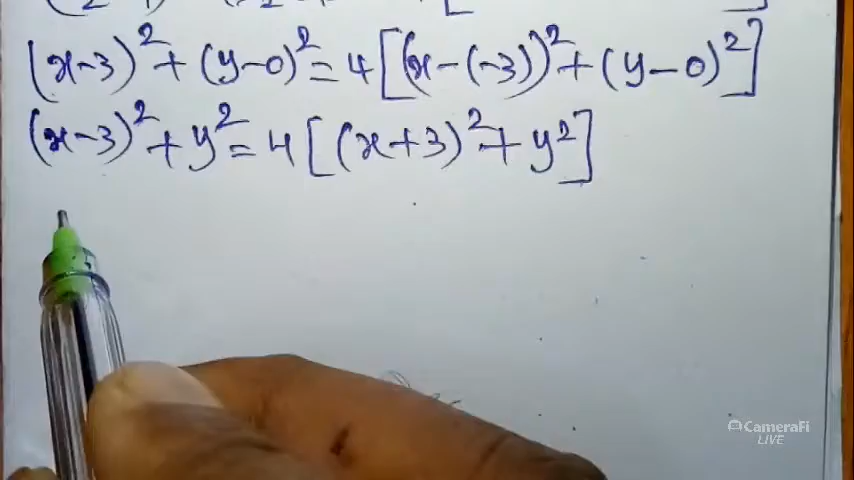 (x-3)²+(y-0)²=4[(x-(-3))²+(y-0)²]
(x-3)²+y²=4[(x+3)²+y²]
CameraFi
LIVE